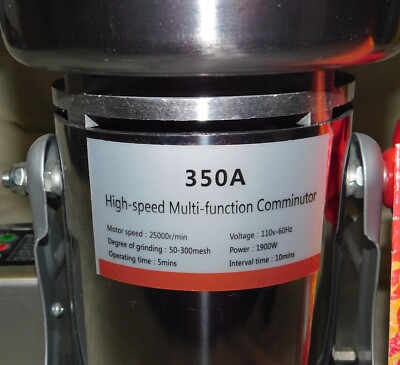 350A
High-speed Multi-function Comminutor
Motor speed : 25000r/min Voltage : 110v-60Hz
Degree of grinding : 50-300mesh Power : 1900W
Operating time : 5mins Interval time : 10mins